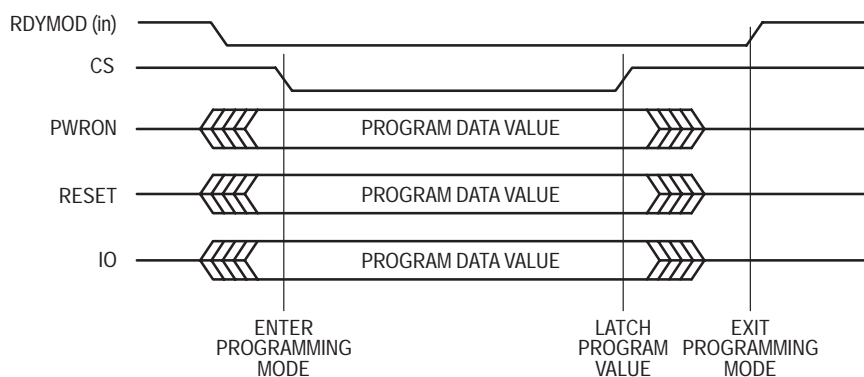 RDYMOD (in)
CS
PWRON
PROGRAM DATA VALUE
RESET
PROGRAM DATA VALUE
IO
PROGRAM DATA VALUE
ENTER
PROGRAMMING
MODE
LATCH
PROGRAM
VALUE
EXIT
PROGRAMMING
MODE